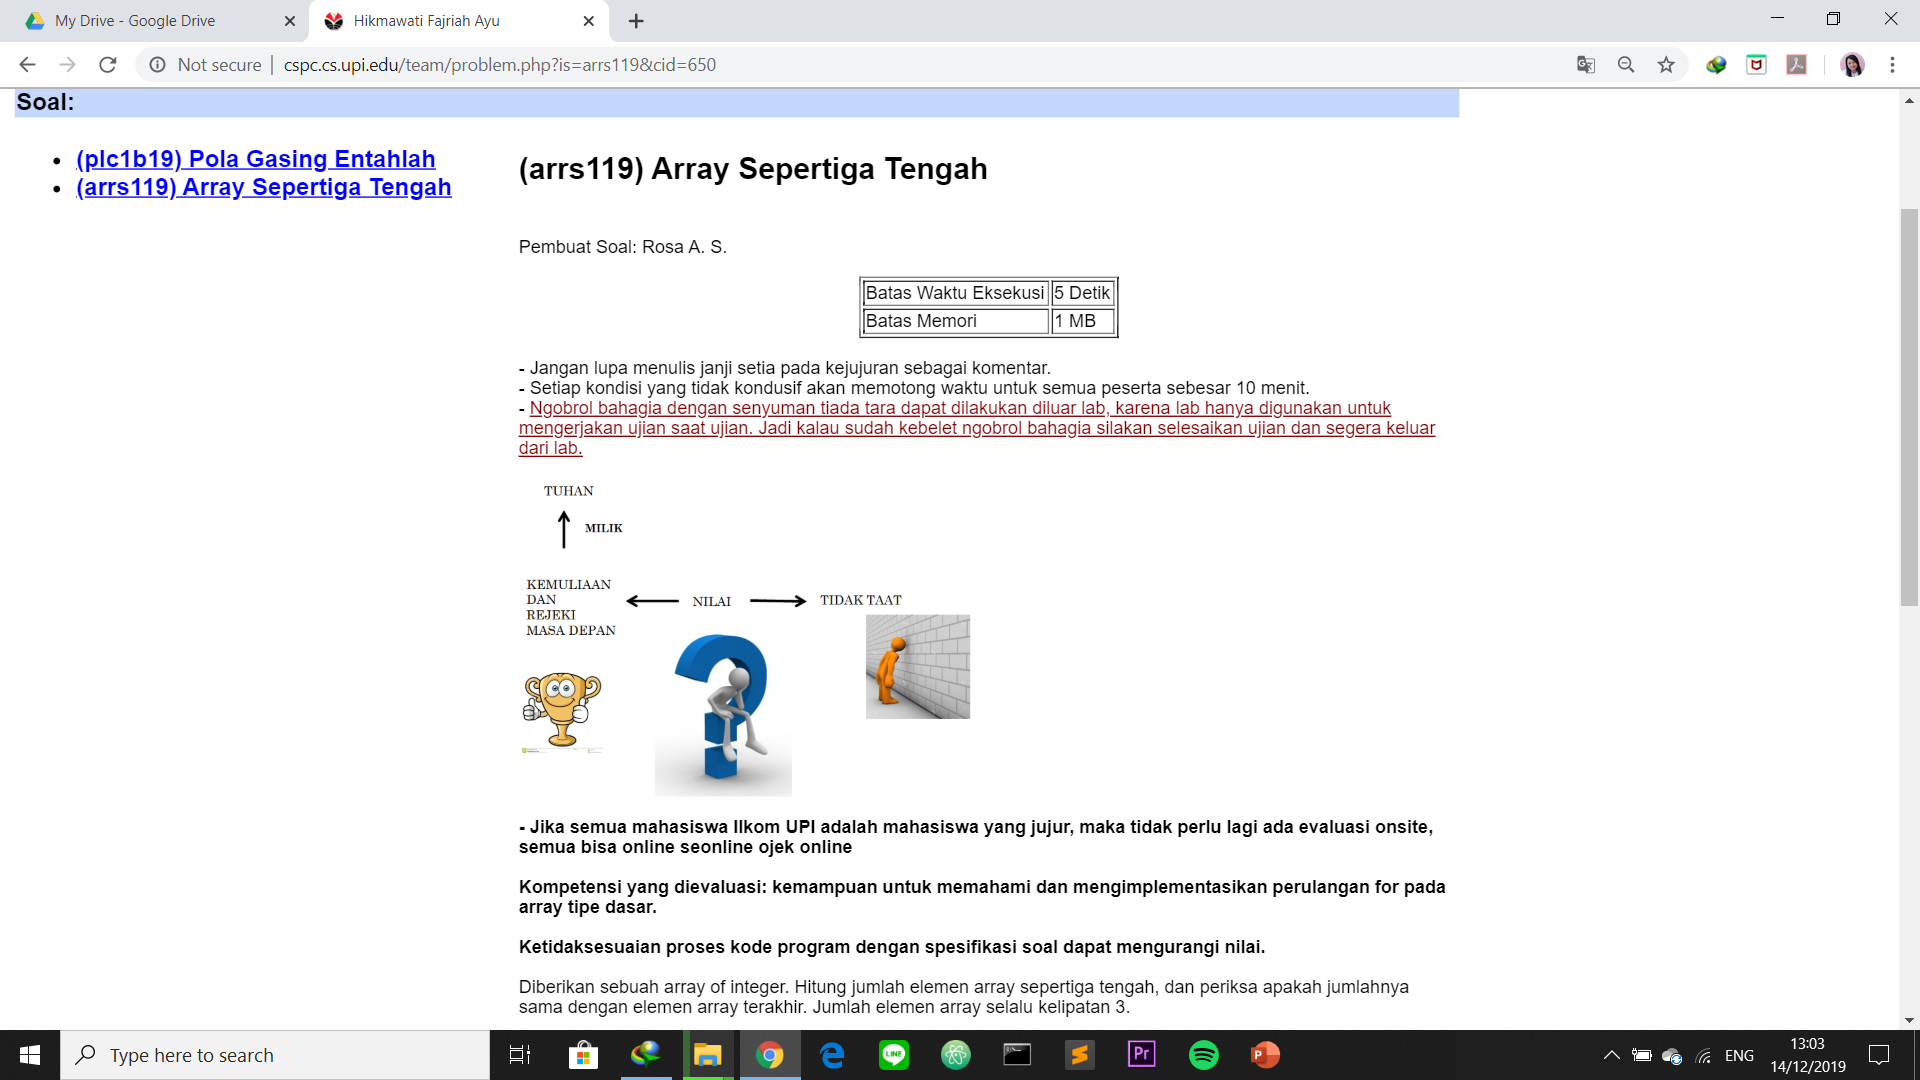 My Drive - Google Drive
Hikmawati Fajriah Ayu
Not secure | cspc.cs.upi.edu/team/problem.php?is=arrs119&cid=650
Soal:
• (plc1b19) Pola Gasing Entahlah
• (arrs119) Array Sepertiga Tengah
(arrs119) Array Sepertiga Tengah
Pembuat Soal: Rosa A. S.
Batas Waktu Eksekusi 5 Detik
Batas Memori 1 MB
- Jangan lupa menulis janji setia pada kejujuran sebagai komentar.
- Setiap kondisi yang tidak kondusif akan memotong waktu untuk semua peserta sebesar 10 menit.
- Ngobrol bahagia dengan senyuman tiada tara dapat dilakukan diluar lab, karena lab hanya digunakan untuk
mengerjakan ujian saat ujian. Jadi kalau sudah kebelet ngobrol bahagia silakan selesaikan ujian dan segera keluar
dari lab.
TUHAN
MILIK
KEMULIAAN
DAN
REJEKI
MASA DEPAN
NILAI
TIDAK TAAT
- Jika semua mahasiswa Ilkom UPI adalah mahasiswa yang jujur, maka tidak perlu lagi ada evaluasi onsite,
semua bisa online seonline ojek online
Kompetensi yang dievaluasi: kemampuan untuk memahami dan mengimplementasikan perulangan for pada
array tipe dasar.
Ketidaksesuaian proses kode program dengan spesifikasi soal dapat mengurangi nilai.
Diberikan sebuah array of integer. Hitung jumlah elemen array sepertiga tengah, dan periksa apakah jumlahnya
sama dengan elemen array terakhir. Jumlah elemen array selalu kelipatan 3.
Type here to search
LINE
Pr
ENG
13:03
14/12/2019